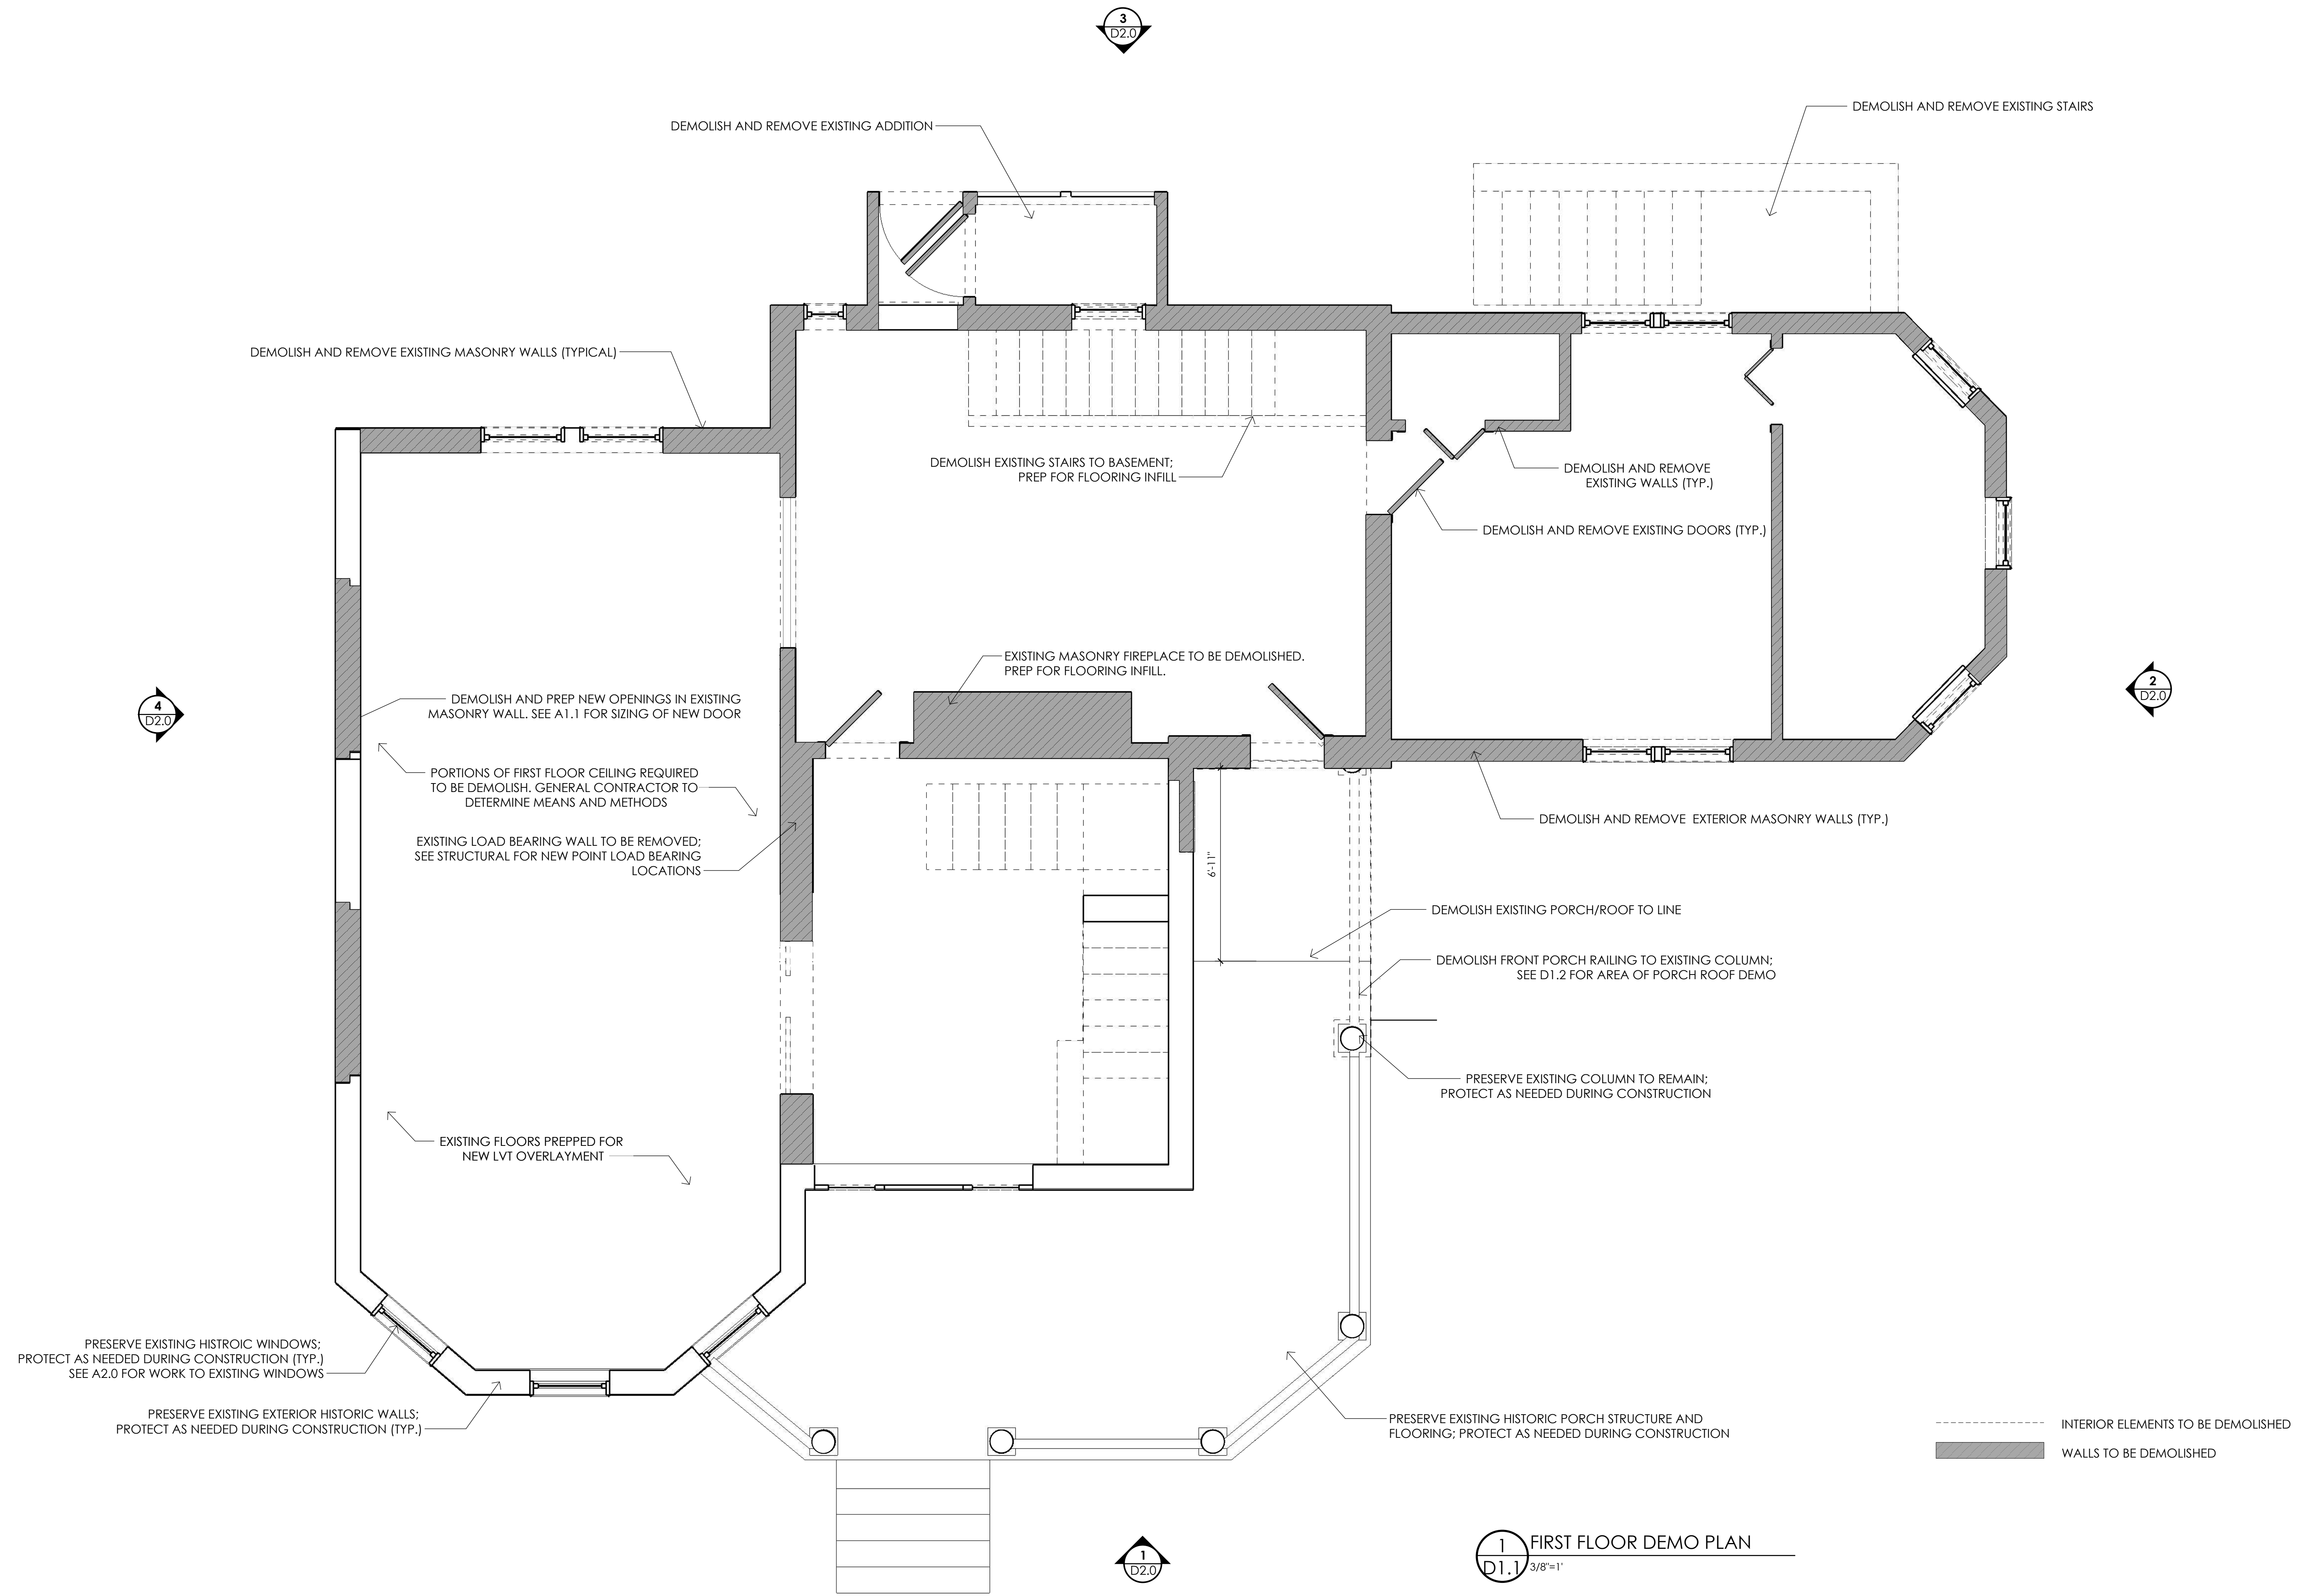 3
D2.0
DEMOLISH AND REMOVE EXISTING STAIRS
DEMOLISH AND REMOVE EXISTING ADDITION
DEMOLISH AND REMOVE EXISTING MASONRY WALLS (TYPICAL)
DEMOLISH EXISTING STAIRS TO BASEMENT;
PREP FOR FLOORING INFILL
DEMOLISH AND REMOVE
EXISTING WALLS (TYP.)
DEMOLISH AND REMOVE EXISTING DOORS (TYP.)
EXISTING MASONRY FIREPLACE TO BE DEMOLISHED.
PREP FOR FLOORING INFILL.
4
D2.0
DEMOLISH AND PREP NEW OPENINGS IN EXISTING
MASONRY WALL. SEE A1.1 FOR SIZING OF NEW DOOR
2
D2.0
PORTIONS OF FIRST FLOOR CEILING REQUIRED
TO BE DEMOLISH. GENERAL CONTRACTOR TO
DETERMINE MEANS AND METHODS
DEMOLISH AND REMOVE  EXTERIOR MASONRY WALLS (TYP.)
EXISTING LOAD BEARING WALL TO BE REMOVED;
SEE STRUCTURAL FOR NEW POINT LOAD BEARING
LOCATIONS
6'-11"
DEMOLISH EXISTING PORCH/ROOF TO LINE
DEMOLISH FRONT PORCH RAILING TO EXISTING COLUMN;
SEE D1.2 FOR AREA OF PORCH ROOF DEMO
PRESERVE EXISTING COLUMN TO REMAIN;
PROTECT AS NEEDED DURING CONSTRUCTION
EXISTING FLOORS PREPPED FOR
NEW LVT OVERLAYMENT
PRESERVE EXISTING HISTROIC WINDOWS;
PROTECT AS NEEDED DURING CONSTRUCTION (TYP.)
SEE A2.0 FOR WORK TO EXISTING WINDOWS
PRESERVE EXISTING EXTERIOR HISTORIC WALLS;
PROTECT AS NEEDED DURING CONSTRUCTION (TYP.)
PRESERVE EXISTING HISTORIC PORCH STRUCTURE AND
FLOORING; PROTECT AS NEEDED DURING CONSTRUCTION
INTERIOR ELEMENTS TO BE DEMOLISHED
WALLS TO BE DEMOLISHED
1
D2.0
1
D1.1
FIRST FLOOR DEMO PLAN
3/8"=1'